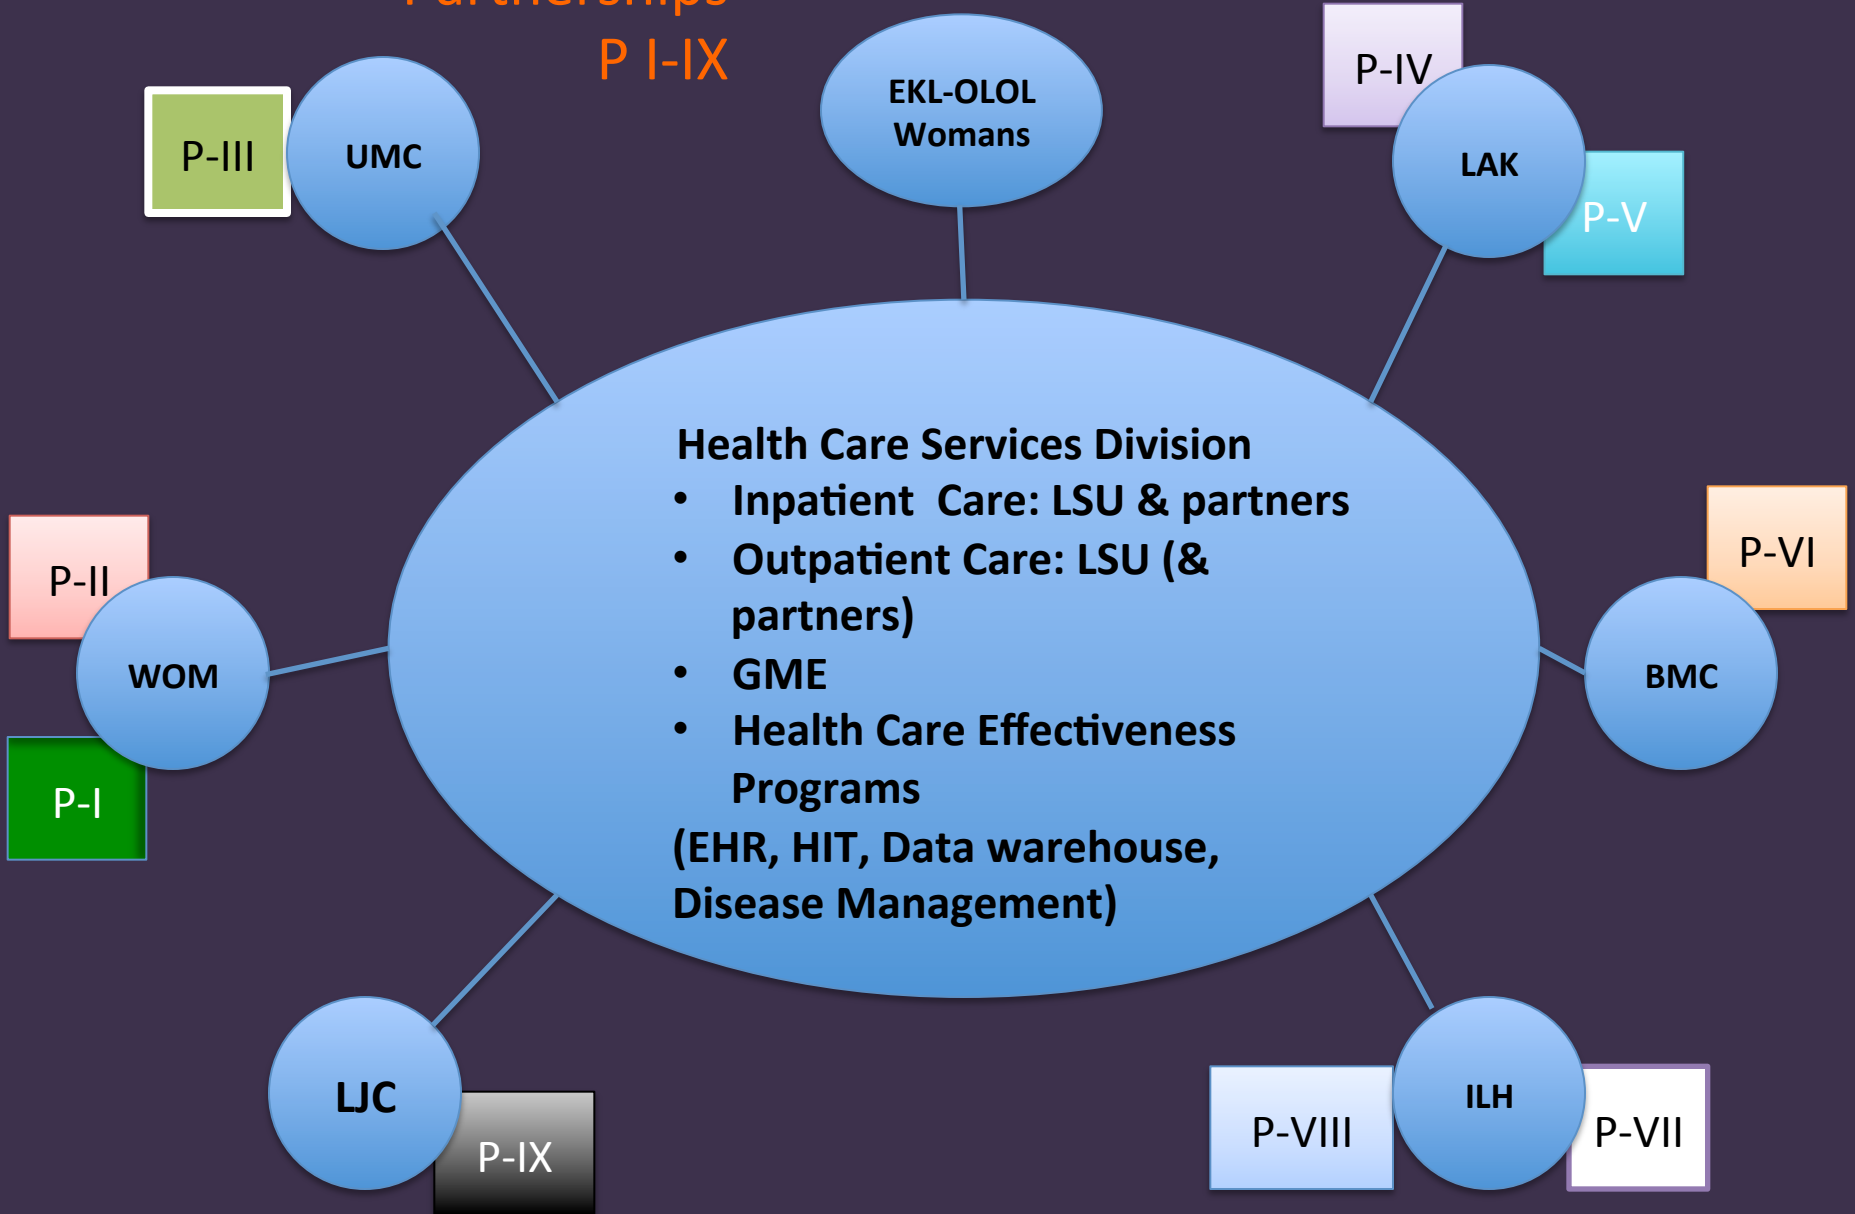 Partnerships
P I-IX
P-III
UMC
EKL-OLOL
Womans
P-IV
LAK
P-V
Health Care Services Division
• Inpatient Care: LSU & partners
• Outpatient Care: LSU (&
partners)
• GME
• Health Care Effectiveness
Programs
(EHR, HIT, Data warehouse,
Disease Management)
P-II
WOM
P-I
P-VI
BMC
LJC
P-IX
P-VIII
ILH
P-VII